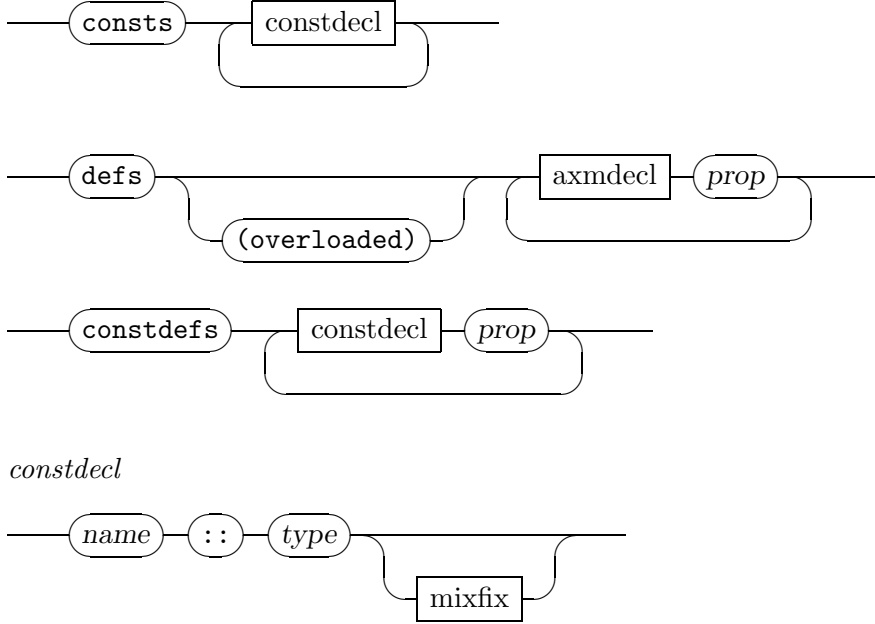 consts constdecl
defs axmdecl prop
(overloaded)
constdefs constdecl prop
constdecl
name :: type
mixfix